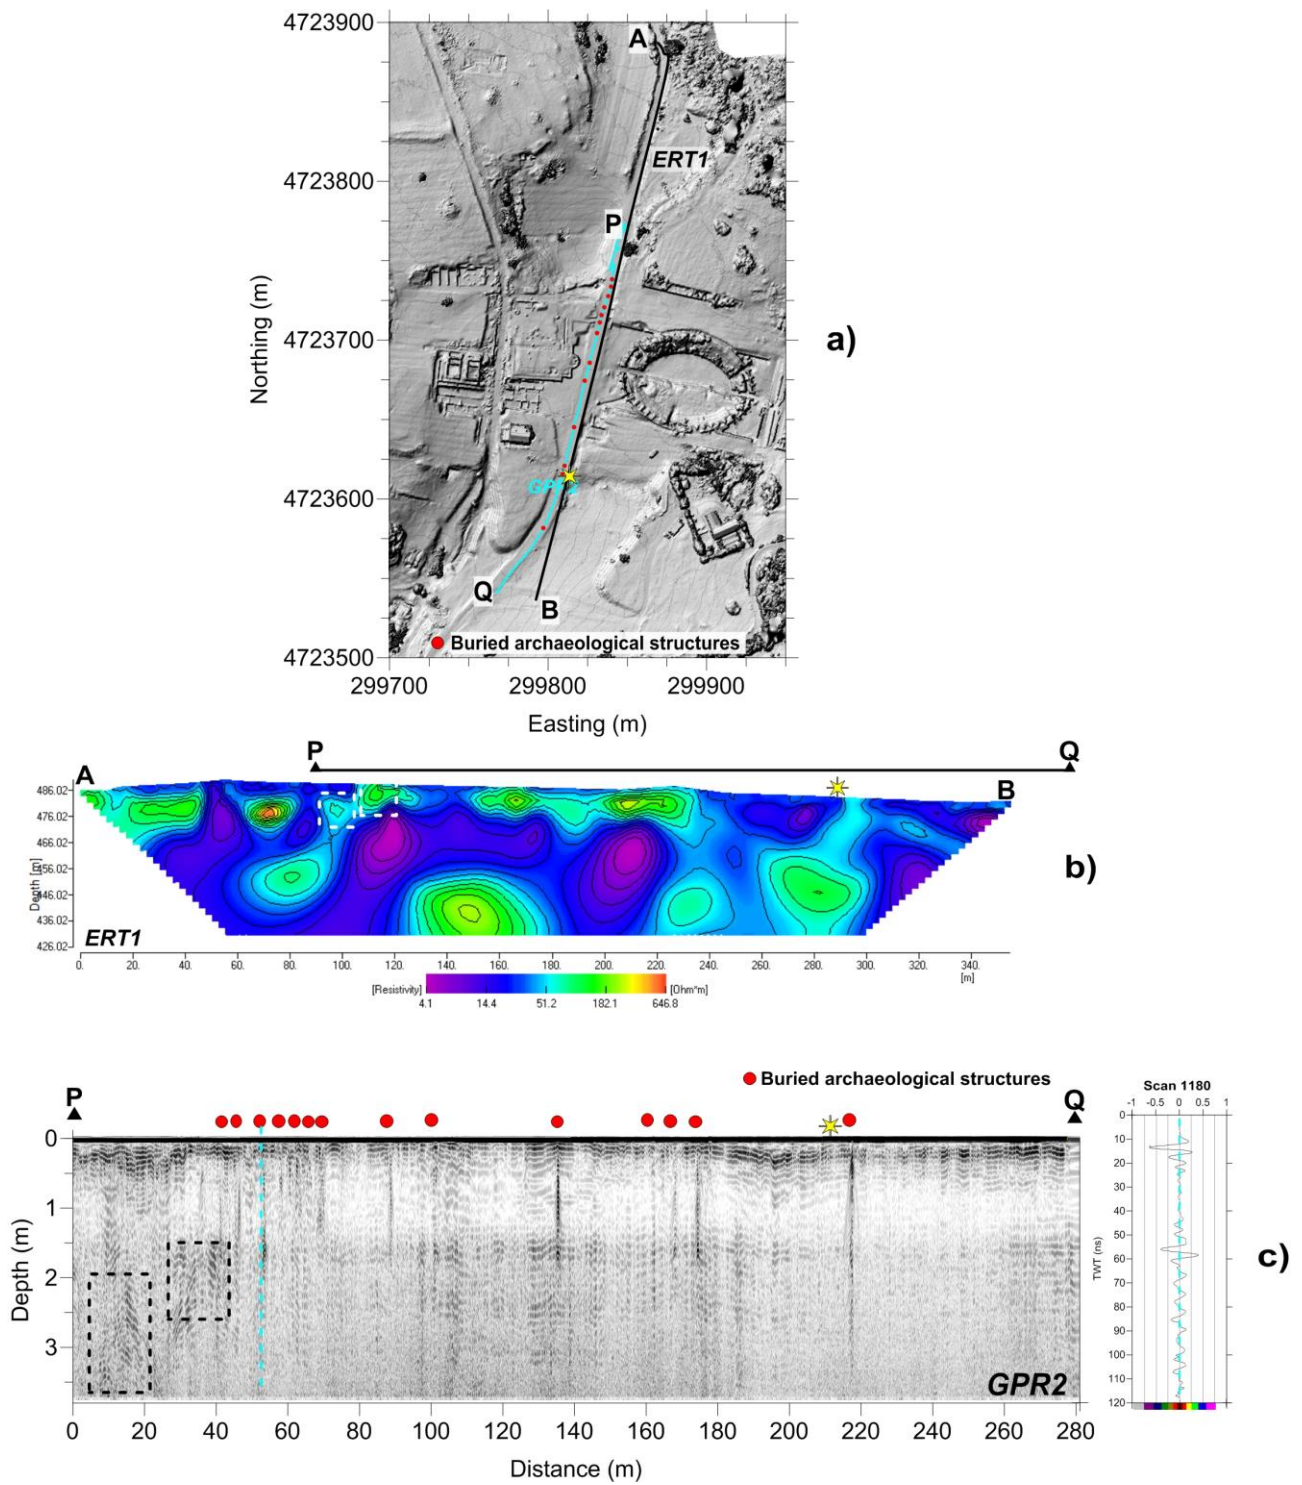 4723900
4723800
4723700
4723600
4723500
Northing (m)
A
ERT1
P
GPR2
Q
B
Buried archaeological structures
299700 299800 299900
Easting (m)
a)
P Q
A B
486.02
476.02
466.02
456.02
446.02
436.02
426.02
Depth [m]
ERT1
0. 20. 40. 60. 80. 100. 120. 140. 160. 180. 200. 220. 240. 260. 280. 300. 320. 340.
[m]
[Resistivity] [Ohm*m]
4.1 14.4 51.2 182.1 646.8
b)
Buried archaeological structures
P Q
0
1
2
3
Depth (m)
GPR2
0 20 40 60 80 100 120 140 160 180 200 220 240 260 280
Distance (m)
Scan 1180
-1 -0.5 0 0.5 1
0
10
20
30
40
50
60
70
80
90
100
110
120
TWT (ns)
c)